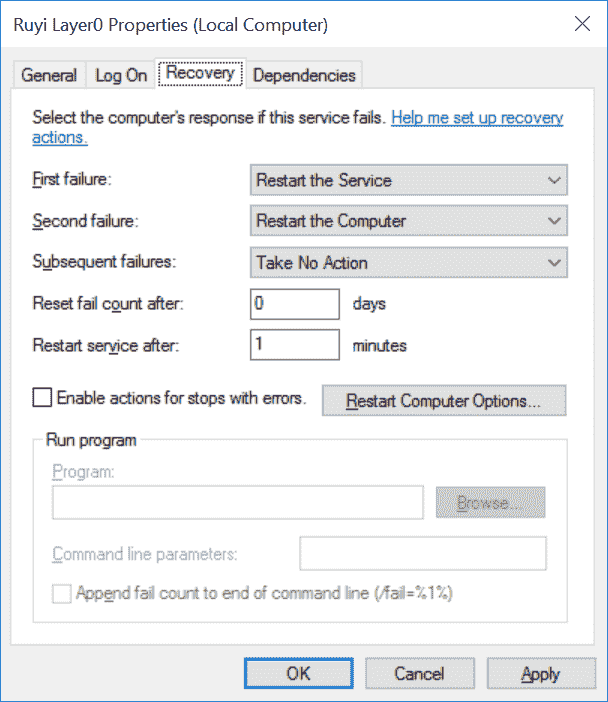 Ruyi Layer0 Properties (Local Computer)
General Log On Recovery Dependencies
Select the computer's response if this service fails. Help me set up recovery
actions.
First failure: Restart the Service
Second failure: Restart the Computer
Subsequent failures: Take No Action
Reset fail count after: 0 days
Restart service after: 1 minutes
Enable actions for stops with errors. Restart Computer Options...
Run program
Program:
Browse...
Command line parameters:
Append fail count to end of command line (/fail=%1%)
OK Cancel Apply